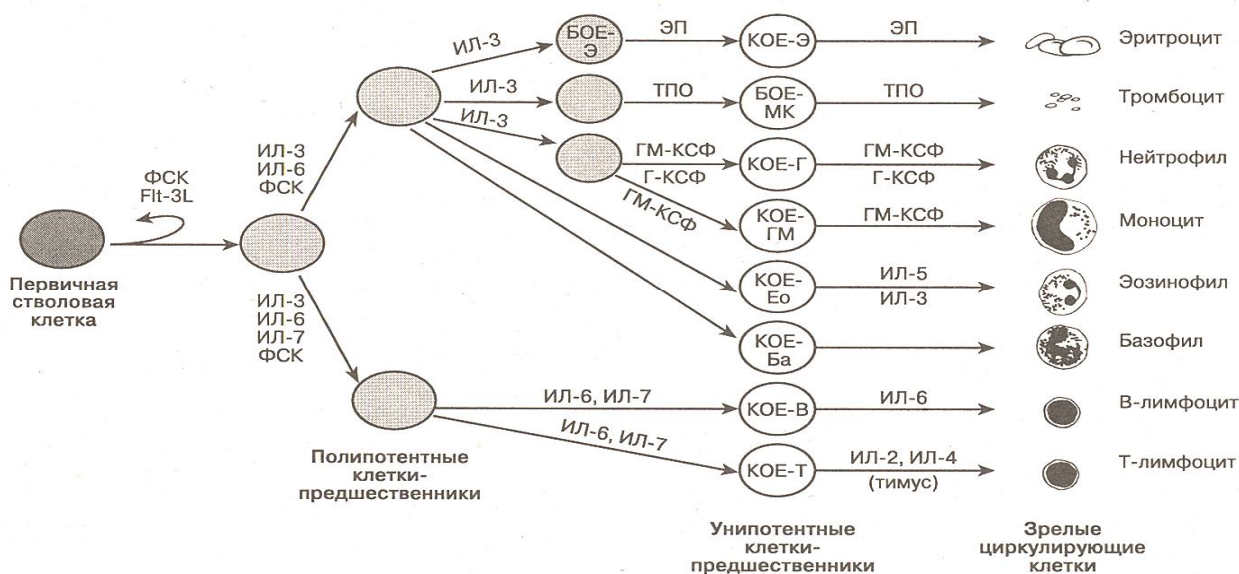 Первичная
стволовая
клетка
ФСК
Flt-3L
ИЛ-3
ИЛ-6
ФСК
ИЛ-3
ИЛ-6
ИЛ-7
ФСК
Полипотентные
клетки-
предшественники
ИЛ-3
БОЕ-
Э
ЭП
КОЕ-Э
ЭП
Эритроцит
ИЛ-3
ТПО
БОЕ-
МК
ТПО
Тромбоцит
ИЛ-3
ГМ-КСФ
Г-КСФ
КОЕ-Г
ГМ-КСФ
Г-КСФ
Нейтрофил
ГМ-КСФ
КОЕ-
ГМ
ГМ-КСФ
Моноцит
КОЕ-
Ео
ИЛ-5
ИЛ-3
Эозинофил
КОЕ-
Ба
Базофил
ИЛ-6, ИЛ-7
КОЕ-В
ИЛ-6
В-лимфоцит
ИЛ-6, ИЛ-7
КОЕ-Т
ИЛ-2, ИЛ-4
(тимус)
Т-лимфоцит
Унипотентные
клетки-
предшественники
Зрелые
циркулирующие
клетки